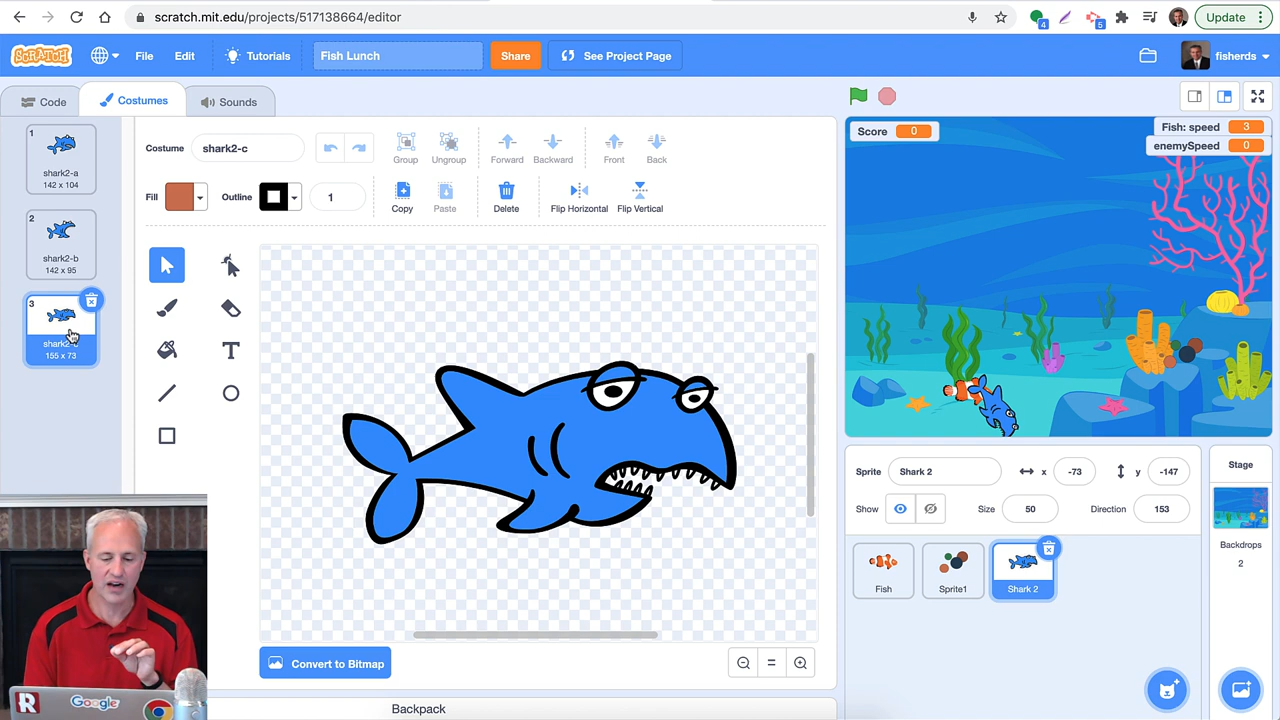 scratch.mit.edu/projects/517138664/editor
4
5
Update
SCRATCH
File
Edit
Tutorials
Fish Lunch
Share
See Project Page
fisherds
Code
Costumes
Sounds
1
shark2-a
142 x 104
2
shark2-b
142 x 95
3
155 x 73
Costume
shark2-c
Group
Ungroup
Forward
Backward
Front
Back
Fill
Outline
1
Copy
Paste
Delete
Flip Horizontal
Flip Vertical
Convert to Bitmap
Backpack
Score 0
Fish: speed 3
enemySpeed 0
Sprite
Shark 2
x
-73
y
-147
Show
Size
50
Direction
153
Fish
Sprite1
Shark 2
Stage
Backdrops
2
R
Google